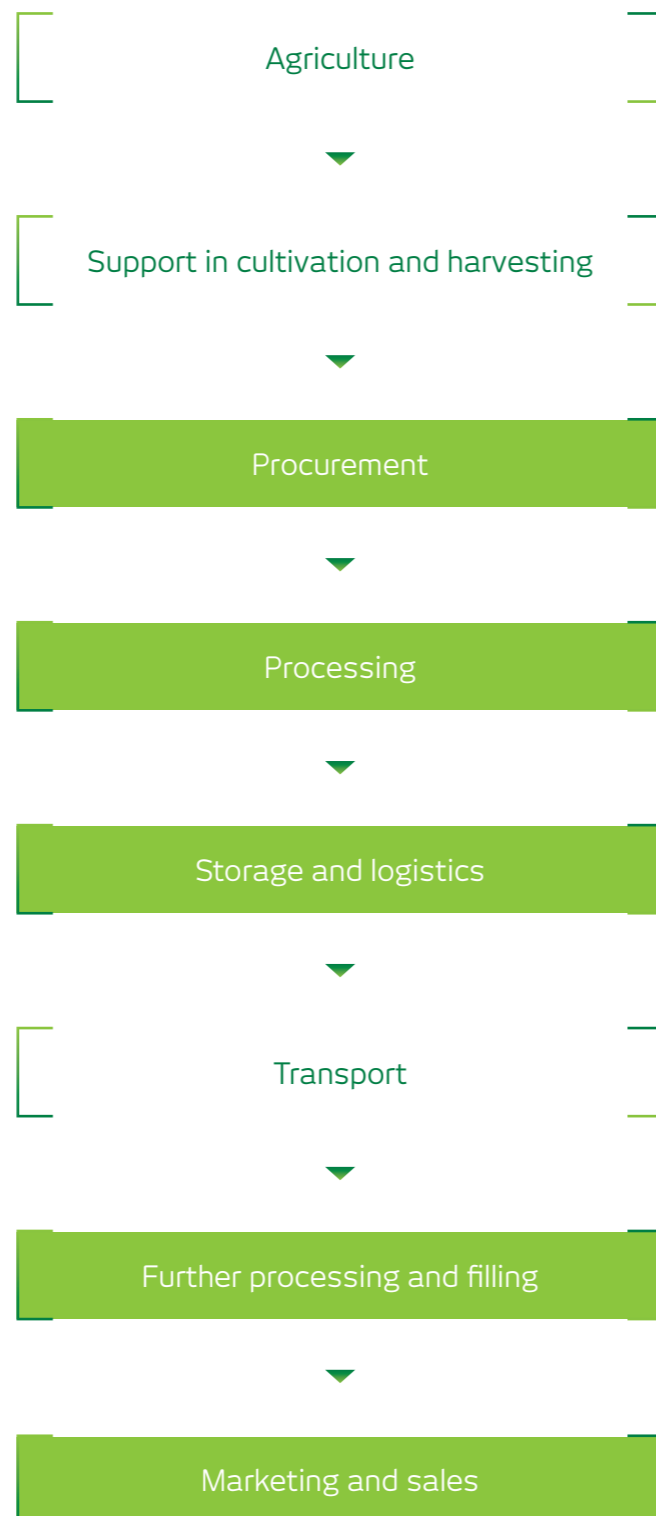 Agriculture
Support in cultivation and harvesting
Procurement
Processing
Storage and logistics
Transport
Further processing and filling
Marketing and sales